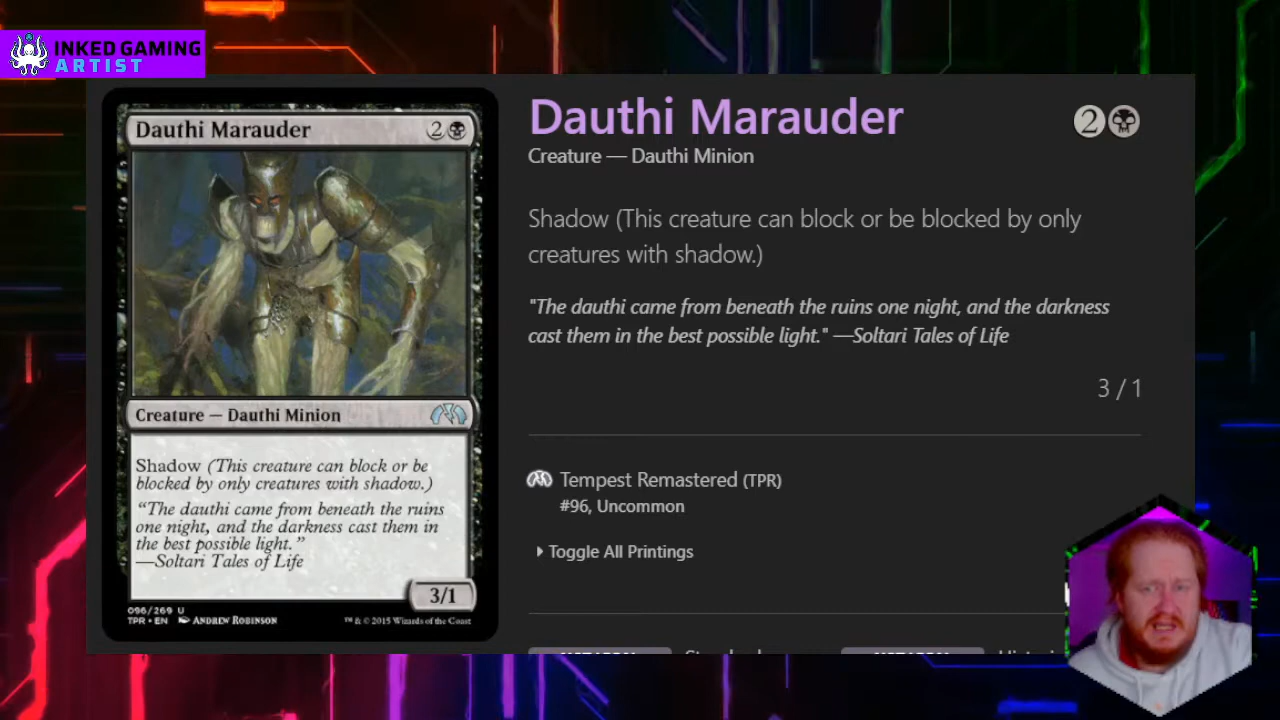 INKED GAMING
ARTIST
Dauthi Marauder 2
Creature — Dauthi Minion
Shadow (This creature can block or be
blocked by only creatures with shadow.)
“The dauthi came from beneath the ruins
one night, and the darkness cast them in
the best possible light.”
—Soltari Tales of Life
3/1
096/269 U
TPR • EN ANDREW ROBINSON
™ & © 2015 Wizards of the Coast
Dauthi Marauder 2
Creature — Dauthi Minion
Shadow (This creature can block or be blocked by only
creatures with shadow.)
"The dauthi came from beneath the ruins one night, and the darkness
cast them in the best possible light." —Soltari Tales of Life
3 / 1
Tempest Remastered (TPR)
#96, Uncommon
Toggle All Printings